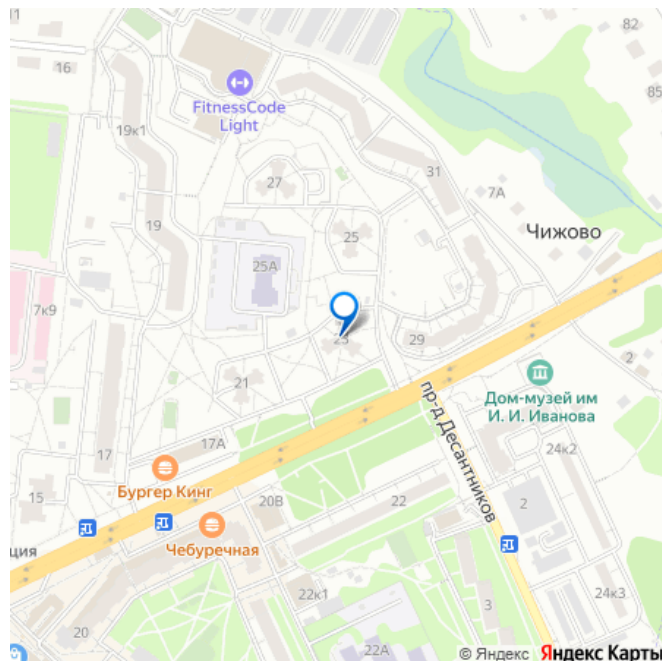 11
82
16
85
FitnessCode
Light
19к1
31
27
7А
19
25
Чижово
25А
7к9
23
29
2
21
Дом-музей им
И. И. Иванова
пр-д Десантников
17А
24к2
17
Бургер Кинг
15
20В
22
2
ция
Чебуречная
22к1
3
24к3
20
22А
© Яндекс Яндекс Карты